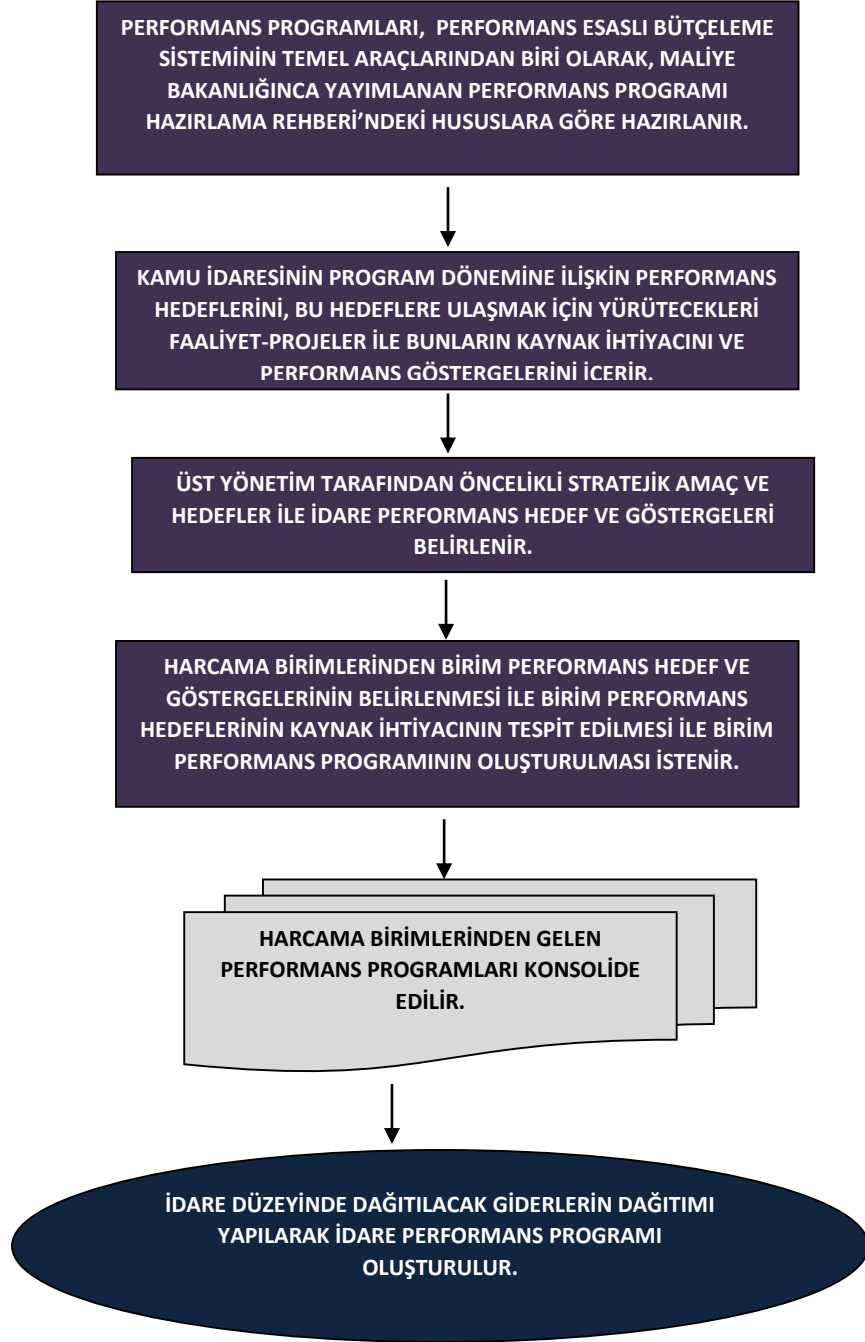 PERFORMANS PROGRAMLARI, PERFORMANS ESASLI BÜTÇELEME
SİSTEMİNİN TEMEL ARAÇLARINDAN BİRİ OLARAK, MALİYE
BAKANLIĞINCA YAYIMLANAN PERFORMANS PROGRAMI
HAZIRLAMA REHBERİ'NDEKİ HUSUSLARA GÖRE HAZIRLANIR.
KAMU İDARESİNİN PROGRAM DÖNEMİNE İLİŞKİN PERFORMANS
HEDEFLERİNİ, BU HEDEFLERE ULAŞMAK İÇİN YÜRÜTECEKLERİ
FAALİYET-PROJELER İLE BUNLARIN KAYNAK İHTİYACINI VE
PERFORMANS GÖSTERGELERİNİ İÇERİR.
ÜST YÖNETİM TARAFINDAN ÖNCELİKLİ STRATEJİK AMAÇ VE
HEDEFLER İLE İDARE PERFORMANS HEDEF VE GÖSTERGELERİ
BELİRLENİR.
HARCAMA BİRİMLERİNDEN BİRİM PERFORMANS HEDEF VE
GÖSTERGELERİNİN BELİRLENMESİ İLE BİRİM PERFORMANS
HEDEFLERİNİN KAYNAK İHTİYACININ TESPİT EDİLMESİ İLE BİRİM
PERFORMANS PROGRAMININ OLUŞTURULMASI İSTENİR.
HARCAMA BİRİMLERİNDEN GELEN
PERFORMANS PROGRAMLARI KONSOLİDE
EDİLİR.
İDARE DÜZEYİNDE DAĞITILACAK GİDERLERİN DAĞITIMI
YAPILARAK İDARE PERFORMANS PROGRAMI
OLUŞTURULUR.